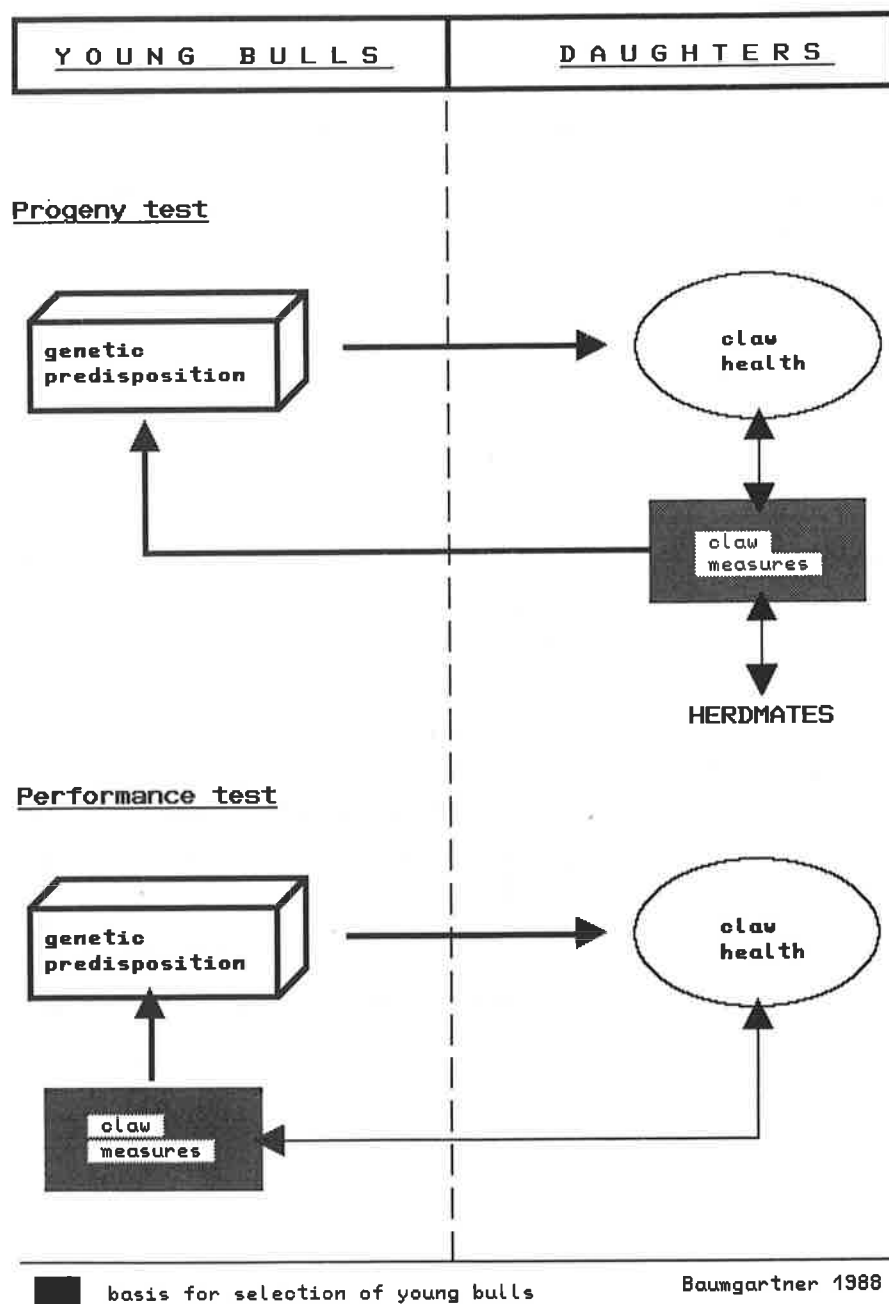 YOUNG BULLS
DAUGHTERS
Progeny test
genetic
predisposition
claw
health
claw
measures
HERDMATES
Performance test
genetic
predisposition
claw
health
claw
measures
basis for selection of young bulls
Baumgartner 1988